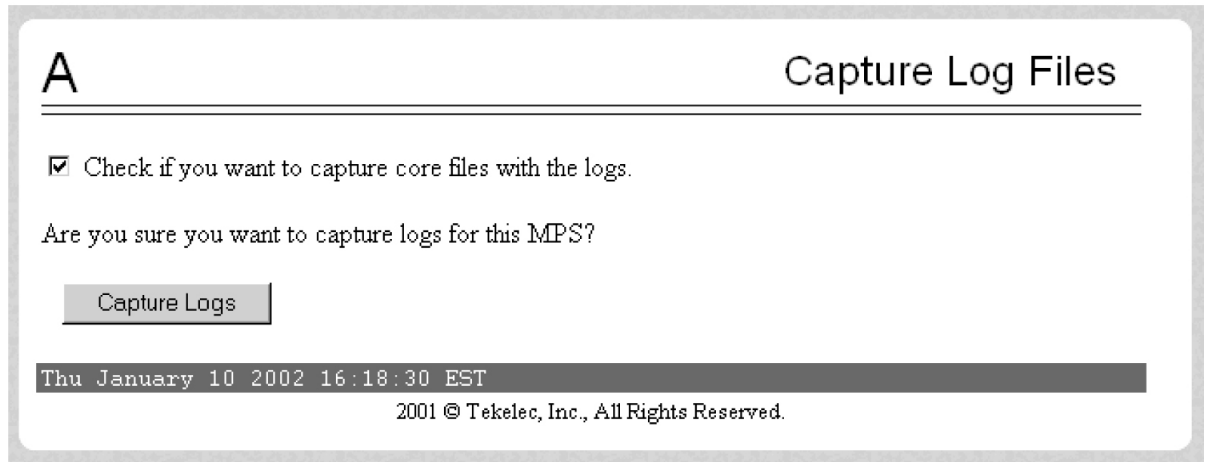 A
Capture Log Files
Check if you want to capture core files with the logs.
Are you sure you want to capture logs for this MPS?
Capture Logs
Thu January 10 2002 16:18:30 EST
2001 © Tekelec, Inc., All Rights Reserved.